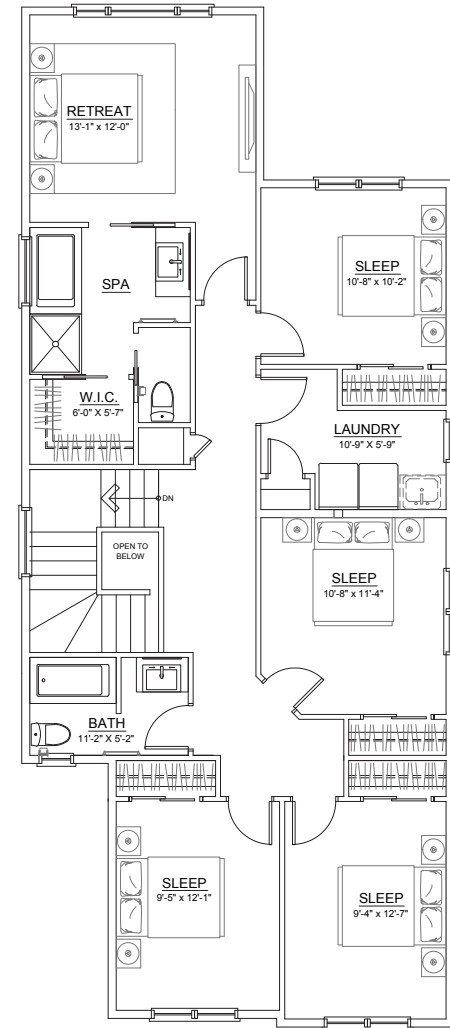 RETREAT
13'-1" x 12'-0"
SPA
SLEEP
10'-8" x 10'-2"
W.I.C.
6'-0" X 5'-7"
LAUNDRY
10'-9" X 5'-9"
DN
OPEN TO
BELOW
SLEEP
10'-8" x 11'-4"
BATH
11'-2" X 5'-2"
SLEEP
9'-5" x 12'-1"
SLEEP
9'-4" x 12'-7"